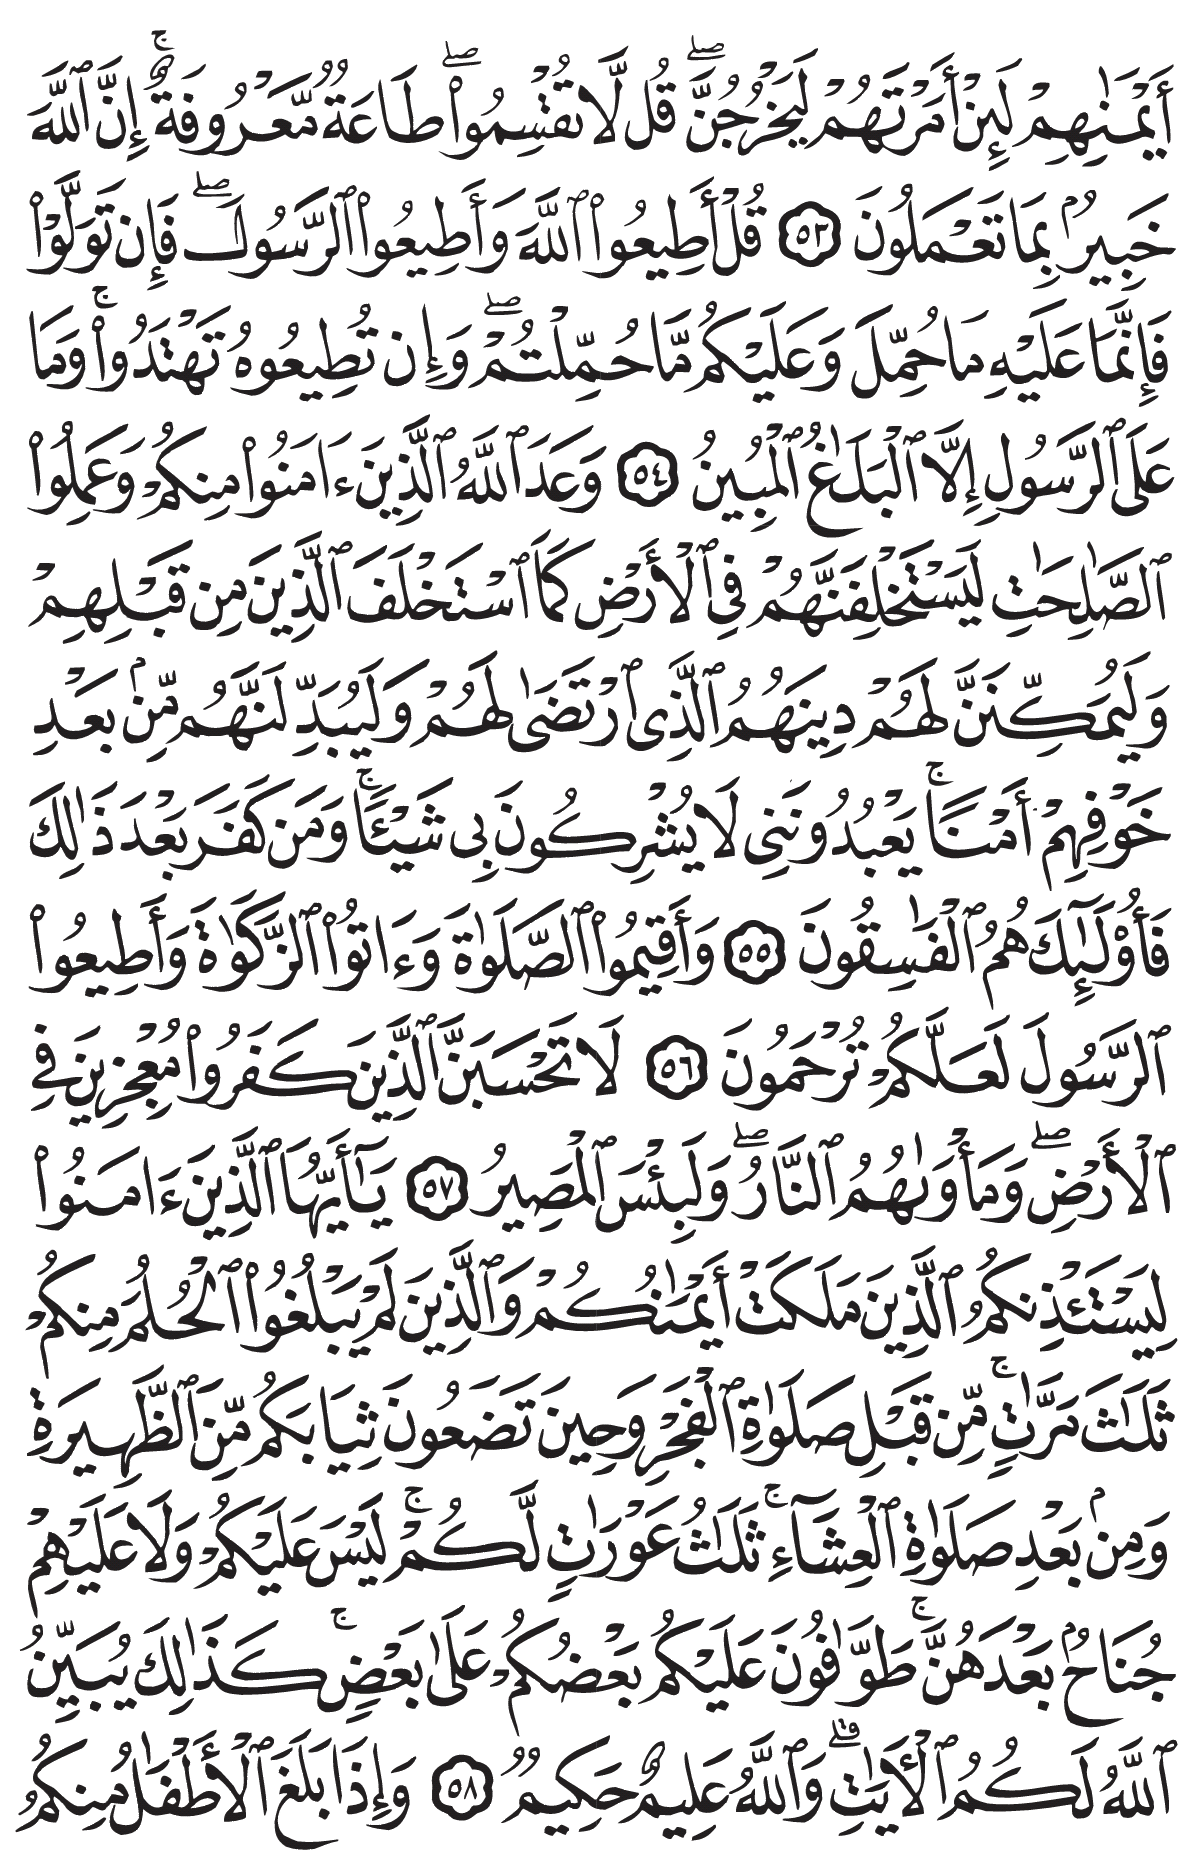 أَيْمَٰنِهِمْ لَئِنْ أَمَرْتَهُمْ لَيَخْرُجُنَّ ۖ قُل لَّا تُقْسِمُوا۟ ۖ طَاعَةٌ مَّعْرُوفَةٌ ۚ إِنَّ ٱللَّهَ
خَبِيرٌۢ بِمَا تَعْمَلُونَ ٥٣ قُلْ أَطِيعُوا۟ ٱللَّهَ وَأَطِيعُوا۟ ٱلرَّسُولَ ۖ فَإِن تَوَلَّوْا۟
فَإِنَّمَا عَلَيْهِ مَا حُمِّلَ وَعَلَيْكُم مَّا حُمِّلْتُمْ ۖ وَإِن تُطِيعُوهُ تَهْتَدُوا۟ ۚ وَمَا
عَلَى ٱلرَّسُولِ إِلَّا ٱلْبَلَٰغُ ٱلْمُبِينُ ٥٤ وَعَدَ ٱللَّهُ ٱلَّذِينَ ءَامَنُوا۟ مِنكُمْ وَعَمِلُوا۟
ٱلصَّٰلِحَٰتِ لَيَسْتَخْلِفَنَّهُمْ فِى ٱلْأَرْضِ كَمَا ٱسْتَخْلَفَ ٱلَّذِينَ مِن قَبْلِهِمْ
وَلَيُمَكِّنَنَّ لَهُمْ دِينَهُمُ ٱلَّذِى ٱرْتَضَىٰ لَهُمْ وَلَيُبَدِّلَنَّهُم مِّنۢ بَعْدِ
خَوْفِهِمْ أَمْنًا ۚ يَعْبُدُونَنِى لَا يُشْرِكُونَ بِى شَيْـًٔا ۚ وَمَن كَفَرَ بَعْدَ ذَٰلِكَ
فَأُو۟لَٰٓئِكَ هُمُ ٱلْفَٰسِقُونَ ٥٥ وَأَقِيمُوا۟ ٱلصَّلَوٰةَ وَءَاتُوا۟ ٱلزَّكَوٰةَ وَأَطِيعُوا۟
ٱلرَّسُولَ لَعَلَّكُمْ تُرْحَمُونَ ٥٦ لَا تَحْسَبَنَّ ٱلَّذِينَ كَفَرُوا۟ مُعْجِزِينَ فِى
ٱلْأَرْضِ ۖ وَمَأْوَىٰهُمُ ٱلنَّارُ ۖ وَلَبِئْسَ ٱلْمَصِيرُ ٥٧ يَٰٓأَيُّهَا ٱلَّذِينَ ءَامَنُوا۟
لِيَسْتَـْٔذِنكُمُ ٱلَّذِينَ مَلَكَتْ أَيْمَٰنُكُمْ وَٱلَّذِينَ لَمْ يَبْلُغُوا۟ ٱلْحُلُمَ مِنكُمْ
ثَلَٰثَ مَرَّٰتٍ ۚ مِّن قَبْلِ صَلَوٰةِ ٱلْفَجْرِ وَحِينَ تَضَعُونَ ثِيَابَكُم مِّنَ ٱلظَّهِيرَةِ
وَمِنۢ بَعْدِ صَلَوٰةِ ٱلْعِشَآءِ ۚ ثَلَٰثُ عَوْرَٰتٍ لَّكُمْ ۚ لَيْسَ عَلَيْكُمْ وَلَا عَلَيْهِمْ
جُنَاحٌۢ بَعْدَهُنَّ ۚ طَوَّٰفُونَ عَلَيْكُم بَعْضُكُمْ عَلَىٰ بَعْضٍ ۚ كَذَٰلِكَ يُبَيِّنُ
ٱللَّهُ لَكُمُ ٱلْءَايَٰتِ ۗ وَٱللَّهُ عَلِيمٌ حَكِيمٌ ٥٨ وَإِذَا بَلَغَ ٱلْأَطْفَٰلُ مِنكُمُ